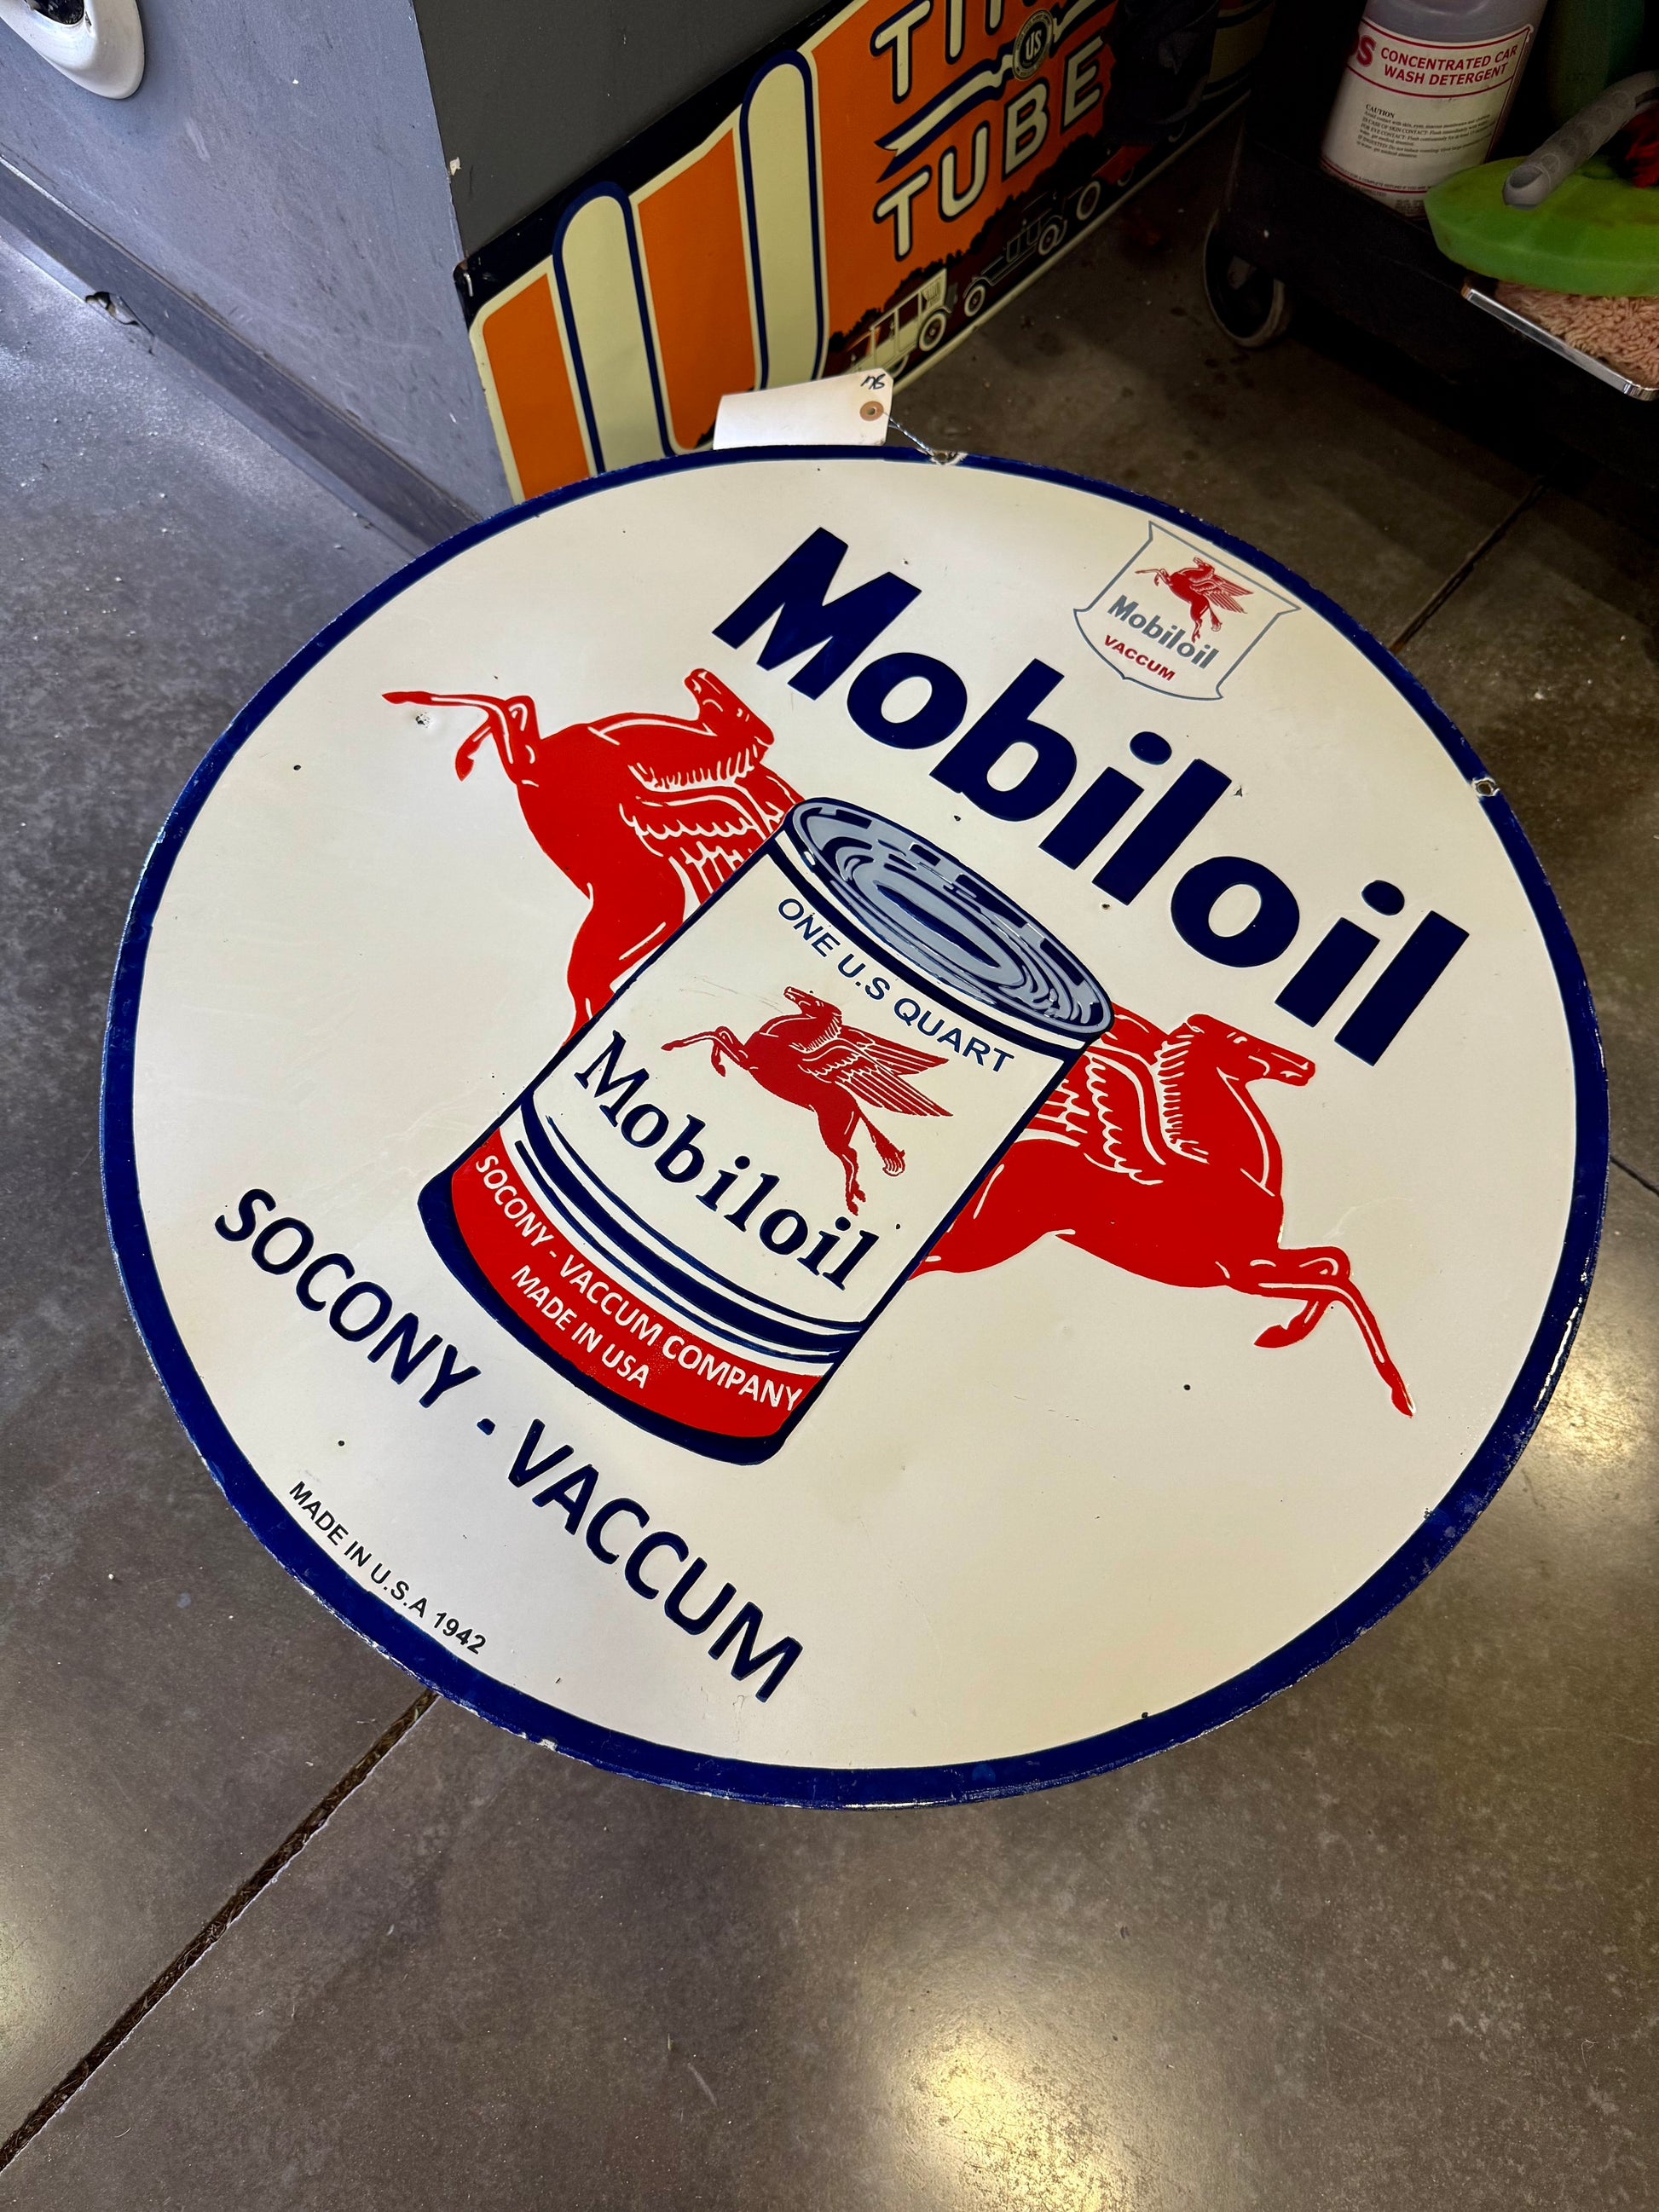 TUBE
US
CONCENTRATED CAR
WASH DETERGENT
CAUTION
Mobiloil
Mobiloil
VACCUM
ONE U.S QUART
Mobiloil
SOCONY - VACCUM COMPANY
MADE IN USA
SOCONY - VACCUM
MADE IN U.S.A 1942